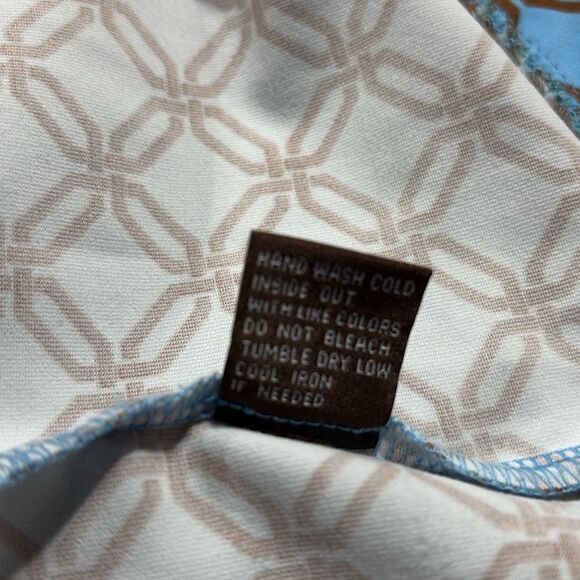 HAND WASH COLD
INSIDE OUT
WITH LIKE COLORS
DO NOT BLEACH
TUMBLE DRY LOW
COOL IRON
IF NEEDED